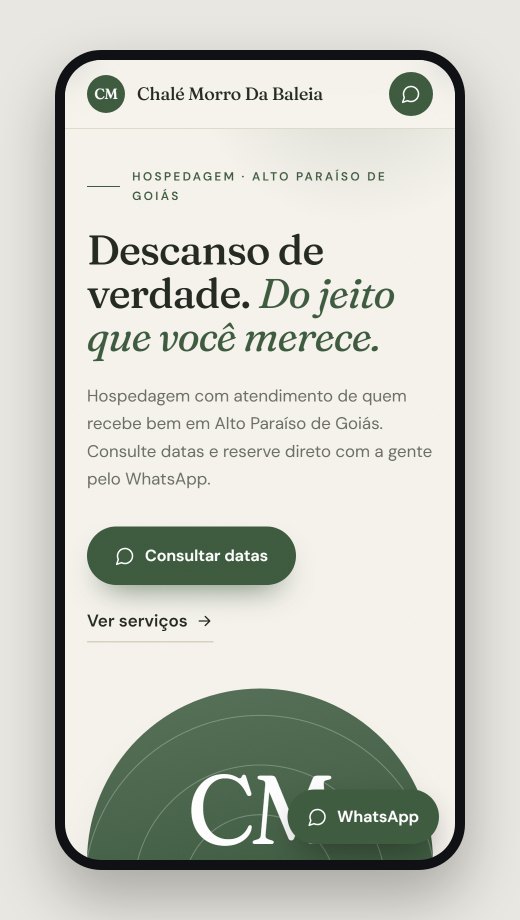 CM Chalé Morro Da Baleia
HOSPEDAGEM · ALTO PARAÍSO DE
GOIÁS
Descanso de
verdade. Do jeito
que você merece.
Hospedagem com atendimento de quem
recebe bem em Alto Paraíso de Goiás.
Consulte datas e reserve direto com a gente
pelo WhatsApp.
Consultar datas
Ver serviços →
CM
WhatsApp